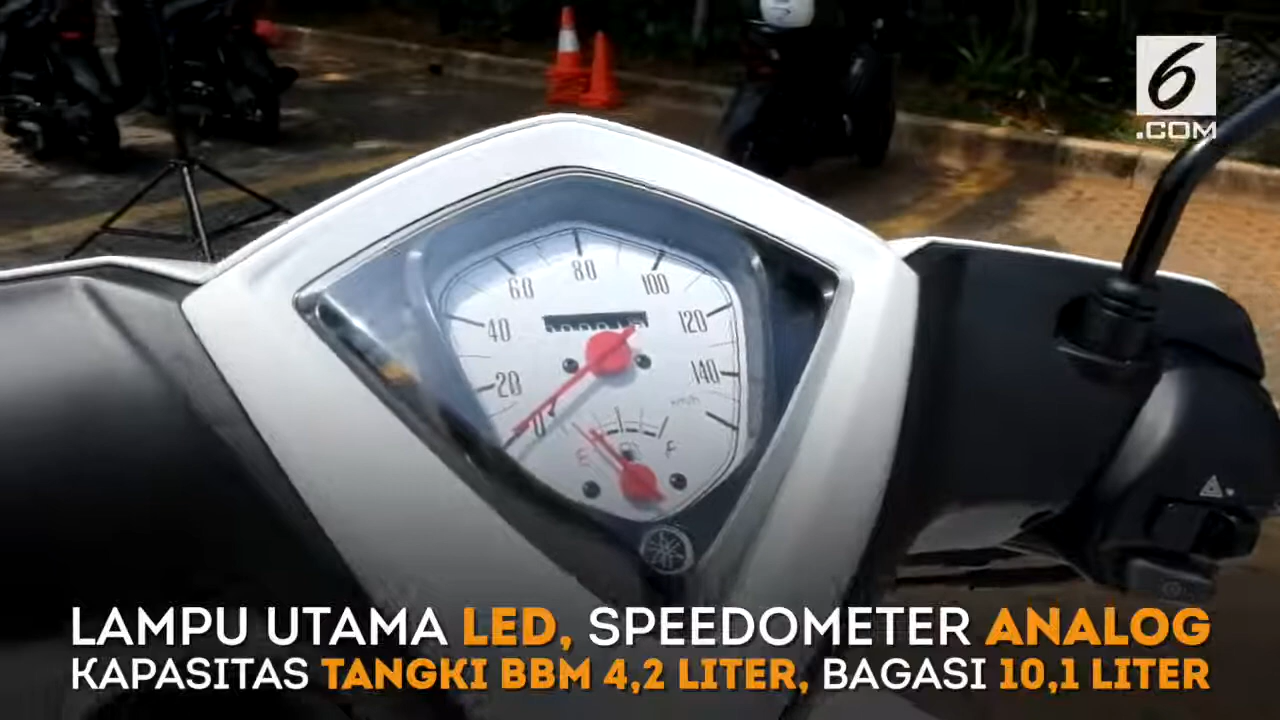 6
.COM
80
60
100
40
120
20
140
km/h
0
E
F
LAMPU UTAMA LED, SPEEDOMETER ANALOG
KAPASITAS TANGKI BBM 4,2 LITER, BAGASI 10,1 LITER